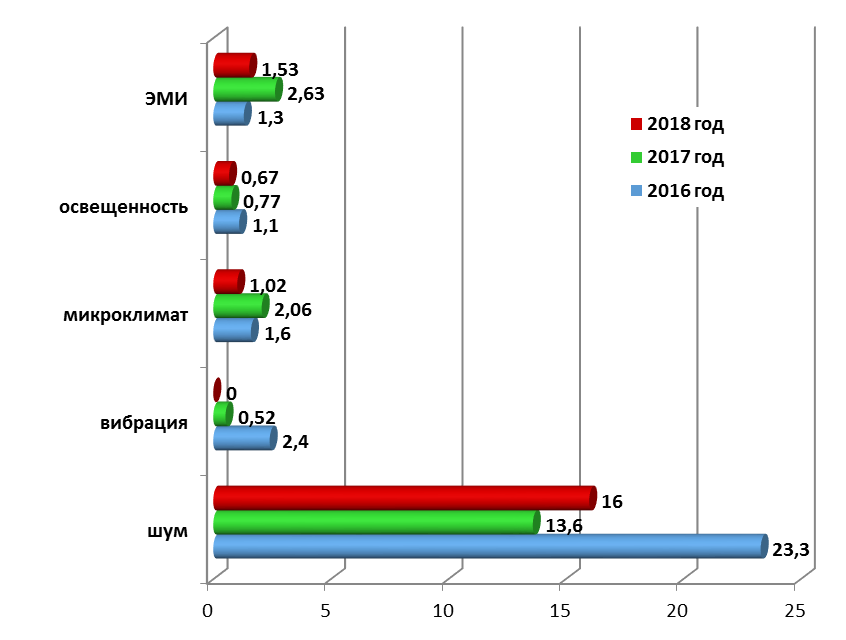 ЭМИ
1,53
2,63
1,3
освещенность
0,67
0,77
1,1
микроклимат
1,02
2,06
1,6
вибрация
0
0,52
2,4
шум
16
13,6
23,3
2018 год
2017 год
2016 год
0 5 10 15 20 25